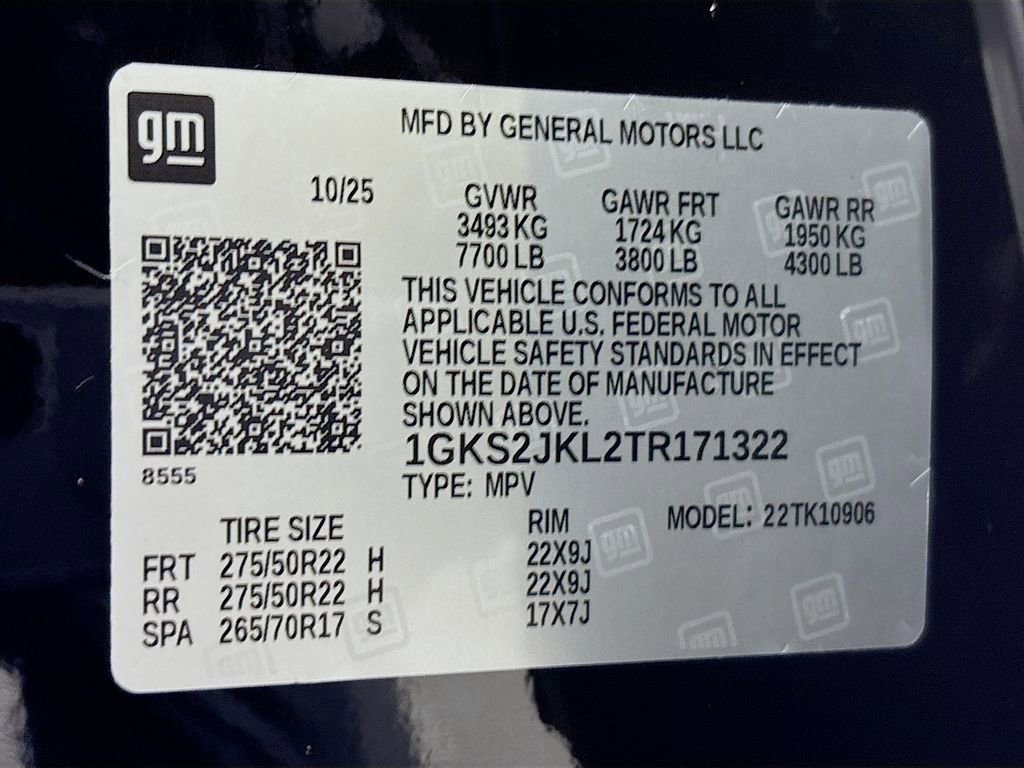 gm
MFD BY GENERAL MOTORS LLC
10/25
GVWR GAWR FRT GAWR RR
3493 KG 1724 KG 1950 KG
7700 LB 3800 LB 4300 LB
THIS VEHICLE CONFORMS TO ALL
APPLICABLE U.S. FEDERAL MOTOR
VEHICLE SAFETY STANDARDS IN EFFECT
ON THE DATE OF MANUFACTURE
SHOWN ABOVE.
1GKS2JKL2TR171322
8555
TYPE: MPV
TIRE SIZE RIM MODEL: 22TK10906
FRT 275/50R22 H 22X9J
RR 275/50R22 H 22X9J
SPA 265/70R17 S 17X7J